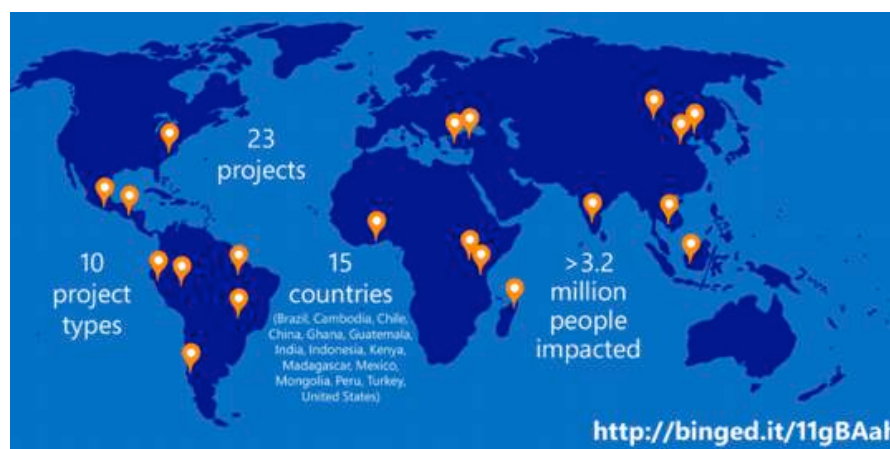 23
projects
10
project
types
15
countries
(Brazil, Cambodia, Chile,
China, Ghana, Guatemala,
India, Indonesia, Kenya,
Madagascar, Mexico,
Mongolia, Peru, Turkey,
United States)
>3.2
million
people
impacted
http://binged.it/11gBAah